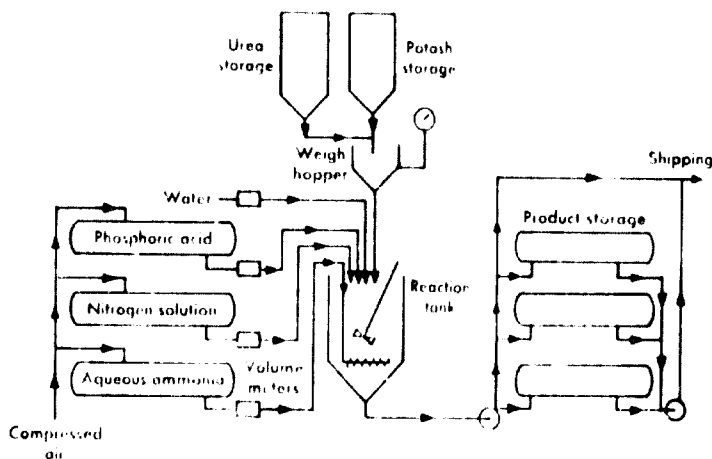 Urea
storage
Potash
storage
Weigh
hopper
Shipping
Water
Product storage
Phosphoric acid
Reaction
tank
Nitrogen solution
Volume
meters
Aqueous ammonia
Compressed
air